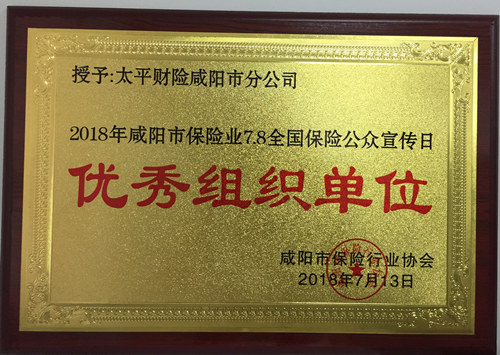 授予:太平财险咸阳市分公司
2018年咸阳市保险业7.8全国保险公众宣传日
优秀组织单位
咸阳市保险行业协会
2018年7月13日